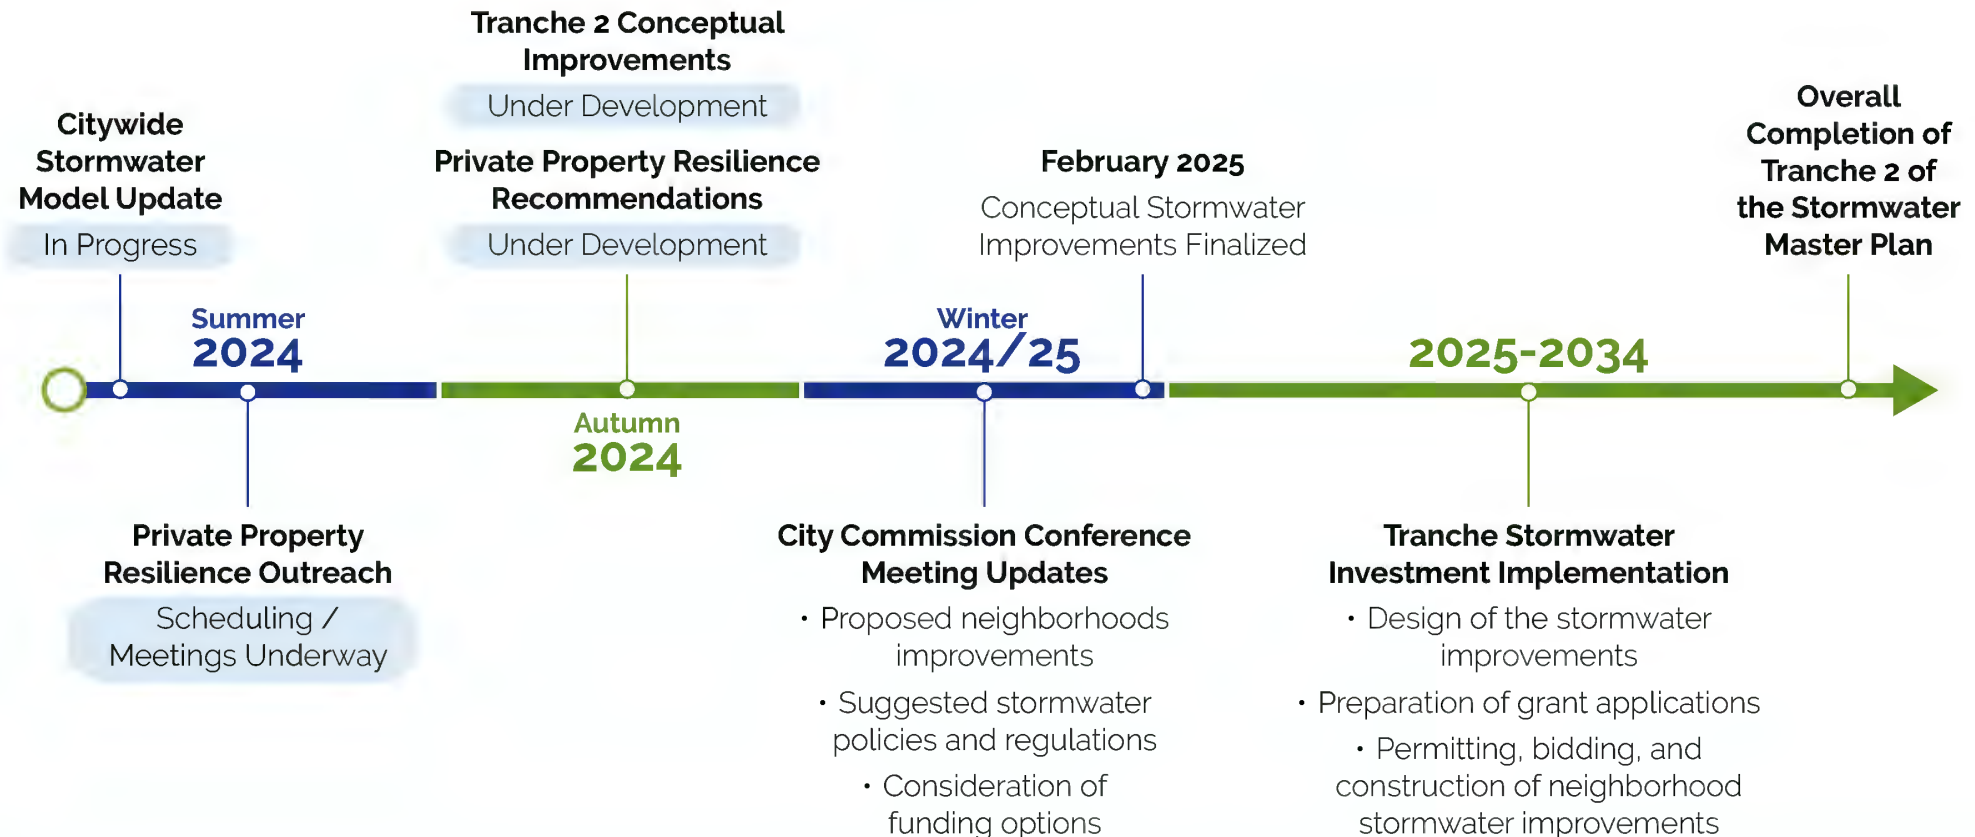 Citywide
Stormwater
Model Update
In Progress
Summer
2024
Private Property
Resilience Outreach
Scheduling /
Meetings Underway
Tranche 2 Conceptual
Improvements
Under Development
Private Property Resilience
Recommendations
Under Development
Autumn
2024
Winter
2024/25
City Commission Conference
Meeting Updates
• Proposed neighborhoods
improvements
• Suggested stormwater
policies and regulations
• Consideration of
funding options
February 2025
Conceptual Stormwater
Improvements Finalized
2025-2034
Tranche Stormwater
Investment Implementation
• Design of the stormwater
improvements
• Preparation of grant applications
• Permitting, bidding, and
construction of neighborhood
stormwater improvements
Overall
Completion of
Tranche 2 of
the Stormwater
Master Plan